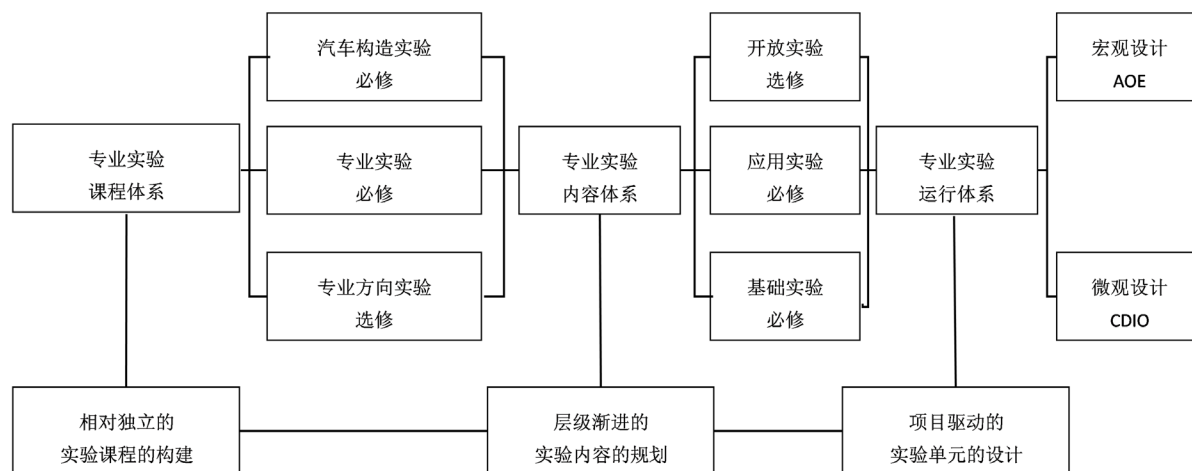 汽车构造实验
必修
开放实验
选修
宏观设计
AOE
专业实验
课程体系
专业实验
必修
专业实验
内容体系
应用实验
必修
专业实验
运行体系
专业方向实验
选修
基础实验
必修
微观设计
CDIO
相对独立的
实验课程的构建
层级渐进的
实验内容的规划
项目驱动的
实验单元的设计